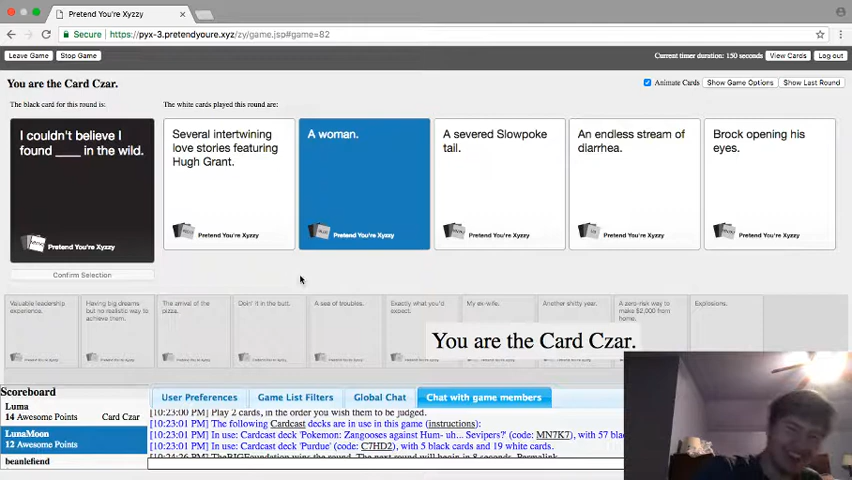 Pretend You're Xyzzy
Secure
https://pyx-3.pretendyoure.xyz/zy/game.jsp#game=82
Leave Game
Stop Game
Current timer duration: 150 seconds
View Cards
Log out
You are the Card Czar.
Animate Cards
Show Game Options
Show Last Round
The black card for this round is:
The white cards played this round are:
I couldn't believe I
found ____ in the wild.
Pretend You're Xyzzy
Several intertwining
love stories featuring
Hugh Grant.
Pretend You're Xyzzy
A woman.
Pretend You're Xyzzy
A severed Slowpoke
tail.
Pretend You're Xyzzy
An endless stream of
diarrhea.
Pretend You're Xyzzy
Brock opening his
eyes.
Pretend You're Xyzzy
Confirm Selection
Valuable leadership
experience.
Having big dreams
but no realistic way to
achieve them.
The arrival of the
pizza.
Doin' it in the butt.
A sea of troubles.
Exactly what you'd
expect.
My ex-wife.
Another shitty year.
A zero-risk way to
make $2,000 from
home.
Explosions.
You are the Card Czar.
Scoreboard
Luma
14 Awesome Points
Card Czar
LunaMoon
12 Awesome Points
beanlefiend
User Preferences
Game List Filters
Global Chat
Chat with game members
[10:23:00 PM] Play 2 cards, in the order you wish them to be judged.
[10:23:01 PM] The following Cardcast decks are in use in this game (instructions):
[10:23:01 PM] In use: Cardcast deck 'Pokemon: Zangooses against Hum- uh... Sevipers?' (code: MN7K7), with 57 bl
[10:23:01 PM] In use: Cardcast deck 'Purdue' (code: C7HD2), with 5 black cards and 19 white cards.
[10:24:26 PM] TheBIGFoundation wins the round. The next round will begin in 8 seconds. Permalink